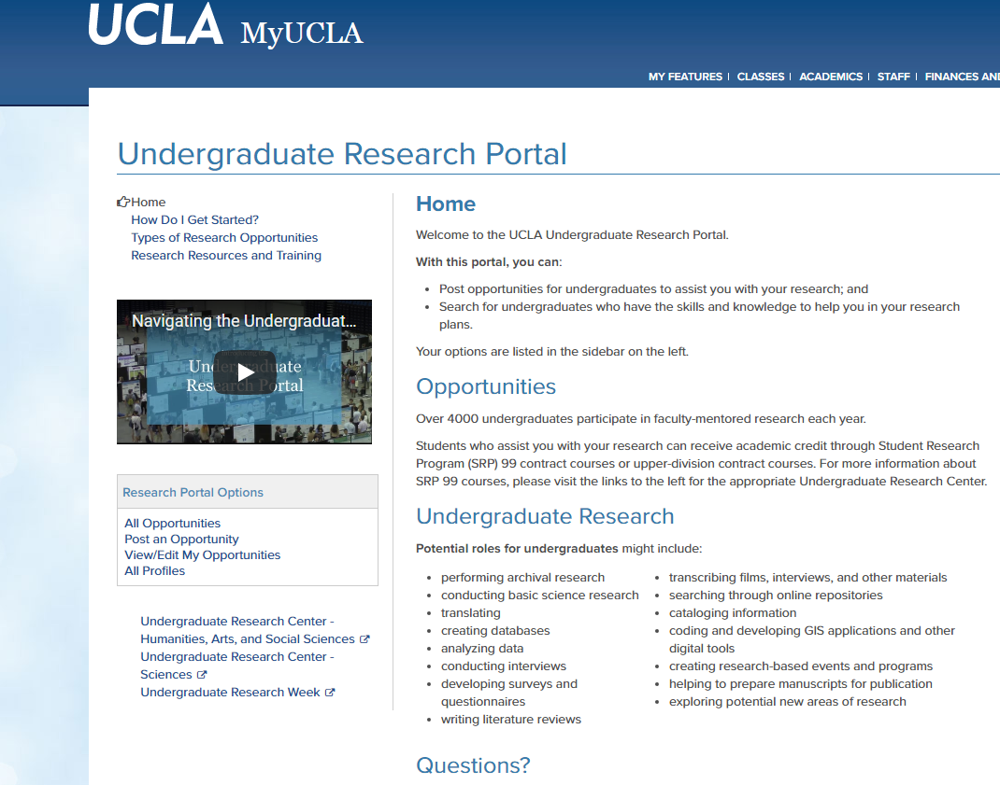 UCLA MyUCLA
MY FEATURES | CLASSES | ACADEMICS | STAFF | FINANCES AND
Undergraduate Research Portal
Home
How Do I Get Started?
Types of Research Opportunities
Research Resources and Training
Navigating the Undergraduat...
Undergraduate
Research Portal
Research Portal Options
All Opportunities
Post an Opportunity
View/Edit My Opportunities
All Profiles
Undergraduate Research Center -
Humanities, Arts, and Social Sciences
Undergraduate Research Center -
Sciences
Undergraduate Research Week
Home
Welcome to the UCLA Undergraduate Research Portal.
With this portal, you can:
• Post opportunities for undergraduates to assist you with your research; and
• Search for undergraduates who have the skills and knowledge to help you in your research
plans.
Your options are listed in the sidebar on the left.
Opportunities
Over 4000 undergraduates participate in faculty-mentored research each year.
Students who assist you with your research can receive academic credit through Student Research
Program (SRP) 99 contract courses or upper-division contract courses. For more information about
SRP 99 courses, please visit the links to the left for the appropriate Undergraduate Research Center.
Undergraduate Research
Potential roles for undergraduates might include:
• performing archival research
• conducting basic science research
• translating
• creating databases
• analyzing data
• conducting interviews
• developing surveys and
questionnaires
• writing literature reviews
• transcribing films, interviews, and other materials
• searching through online repositories
• cataloging information
• coding and developing GIS applications and other
digital tools
• creating research-based events and programs
• helping to prepare manuscripts for publication
• exploring potential new areas of research
Questions?